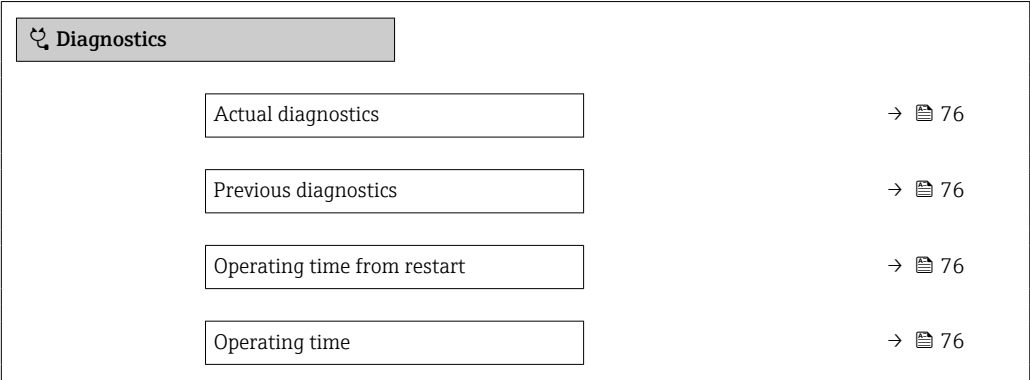 Diagnostics
Actual diagnostics → 76
Previous diagnostics → 76
Operating time from restart → 76
Operating time → 76